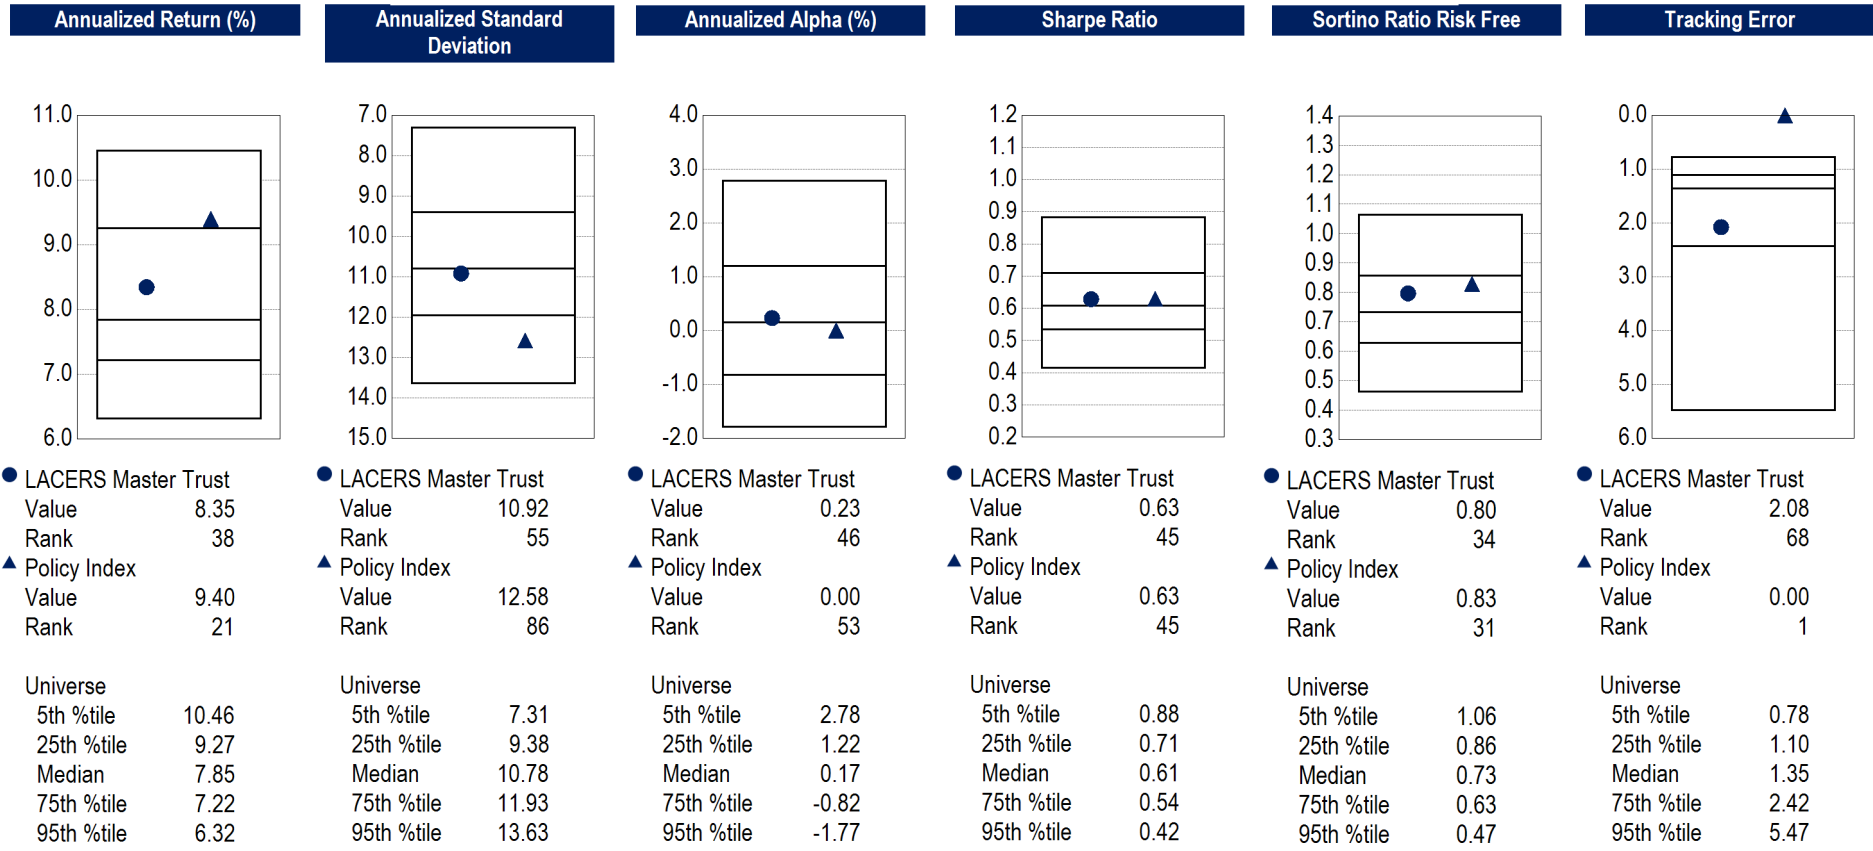 Annualized Return (%)
11.0
10.0
9.0
8.0
7.0
6.0
LACERS Master Trust
Value 8.35
Rank 38
Policy Index
Value 9.40
Rank 21
Universe
5th %tile 10.46
25th %tile 9.27
Median 7.85
75th %tile 7.22
95th %tile 6.32
Annualized Standard
Deviation
7.0
8.0
9.0
10.0
11.0
12.0
13.0
14.0
15.0
LACERS Master Trust
Value 10.92
Rank 55
Policy Index
Value 12.58
Rank 86
Universe
5th %tile 7.31
25th %tile 9.38
Median 10.78
75th %tile 11.93
95th %tile 13.63
Annualized Alpha (%)
4.0
3.0
2.0
1.0
0.0
-1.0
-2.0
LACERS Master Trust
Value 0.23
Rank 46
Policy Index
Value 0.00
Rank 53
Universe
5th %tile 2.78
25th %tile 1.22
Median 0.17
75th %tile -0.82
95th %tile -1.77
Sharpe Ratio
1.2
1.1
1.0
0.9
0.8
0.7
0.6
0.5
0.4
0.3
0.2
LACERS Master Trust
Value 0.63
Rank 45
Policy Index
Value 0.63
Rank 45
Universe
5th %tile 0.88
25th %tile 0.71
Median 0.61
75th %tile 0.54
95th %tile 0.42
Sortino Ratio Risk Free
1.4
1.3
1.2
1.1
1.0
0.9
0.8
0.7
0.6
0.5
0.4
0.3
LACERS Master Trust
Value 0.80
Rank 34
Policy Index
Value 0.83
Rank 31
Universe
5th %tile 1.06
25th %tile 0.86
Median 0.73
75th %tile 0.63
95th %tile 0.47
Tracking Error
0.0
1.0
2.0
3.0
4.0
5.0
6.0
LACERS Master Trust
Value 2.08
Rank 68
Policy Index
Value 0.00
Rank 1
Universe
5th %tile 0.78
25th %tile 1.10
Median 1.35
75th %tile 2.42
95th %tile 5.47